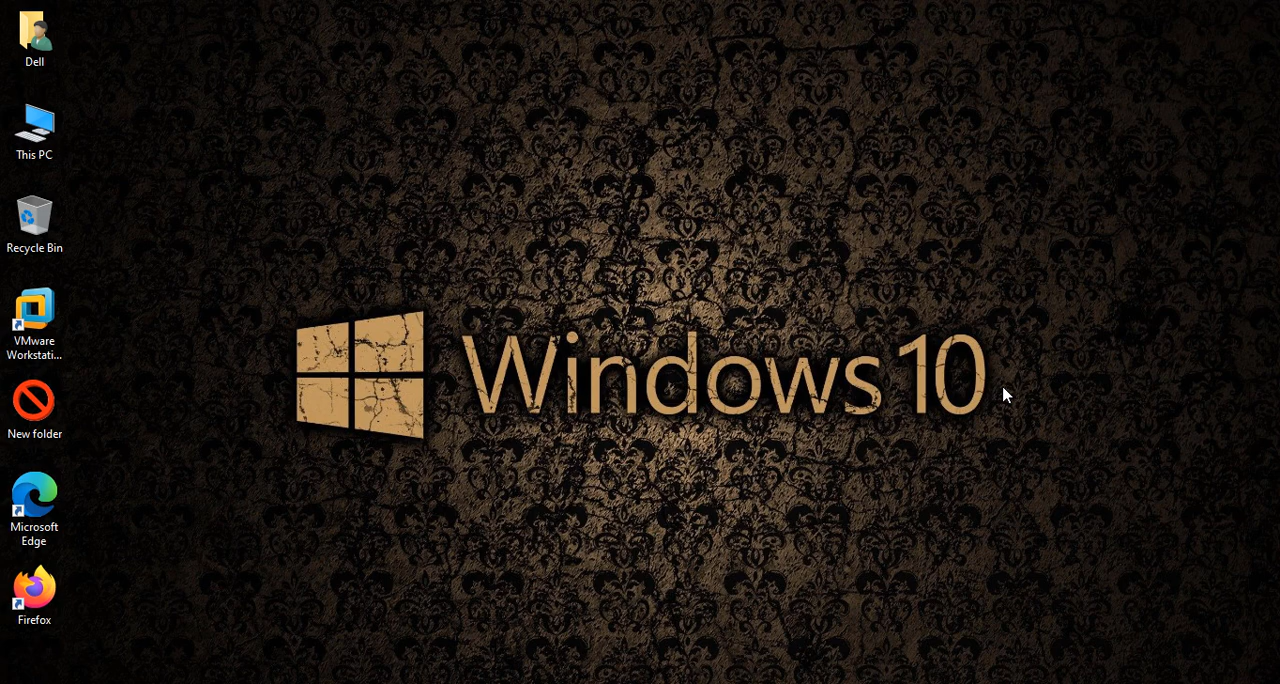 Dell
This PC
Recycle Bin
VMware
Workstati...
New folder
Microsoft
Edge
Firefox
Windows 10